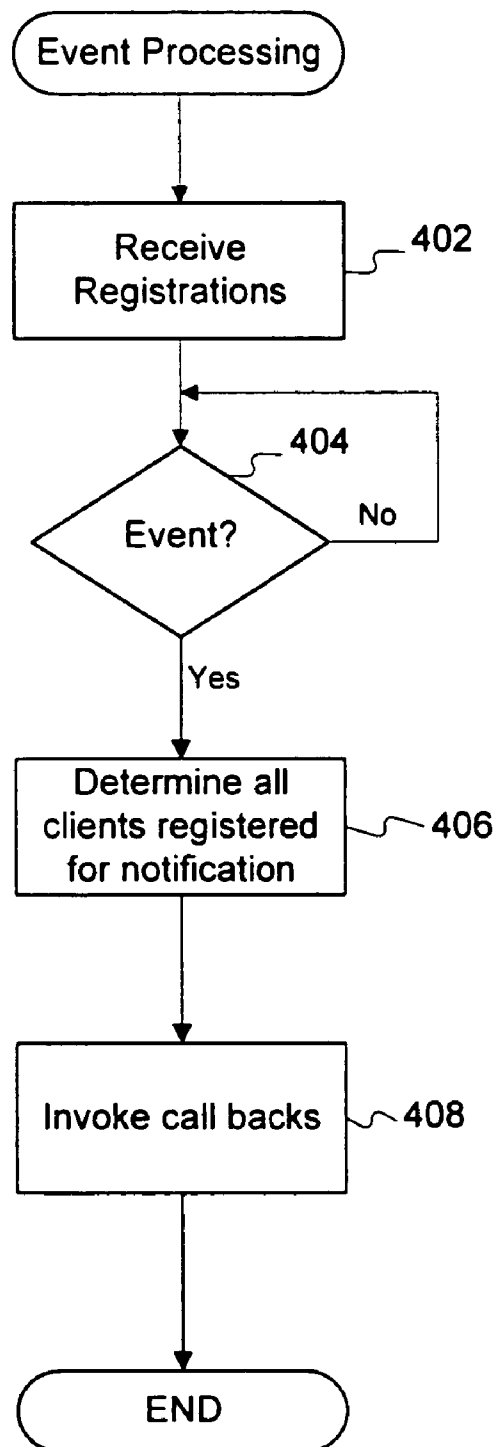 Event Processing
Receive
Registrations
402
404
Event?
No
Yes
Determine all
clients registered
for notification
406
Invoke call backs
408
END